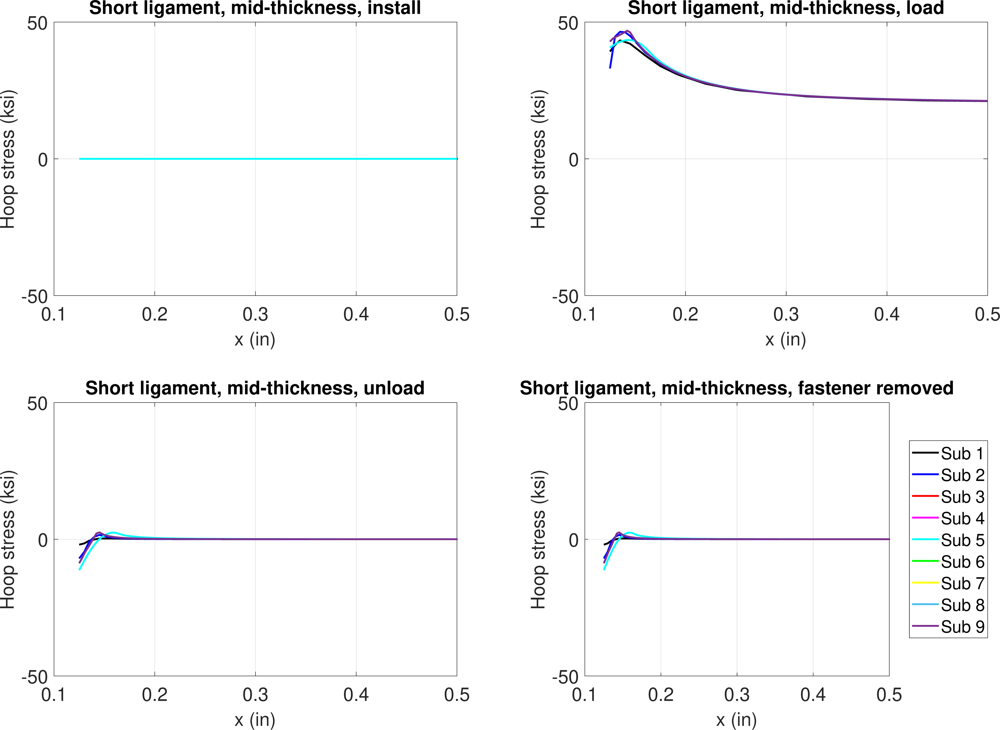 Short ligament, mid-thickness, install
50
0
-50
Hoop stress (ksi)
0.1 0.2 0.3 0.4 0.5
x (in)
Short ligament, mid-thickness, load
50
0
-50
Hoop stress (ksi)
0.1 0.2 0.3 0.4 0.5
x (in)
Short ligament, mid-thickness, unload
50
0
-50
Hoop stress (ksi)
0.1 0.2 0.3 0.4 0.5
x (in)
Short ligament, mid-thickness, fastener removed
50
0
-50
Hoop stress (ksi)
0.1 0.2 0.3 0.4 0.5
x (in)
Sub 1
Sub 2
Sub 3
Sub 4
Sub 5
Sub 6
Sub 7
Sub 8
Sub 9